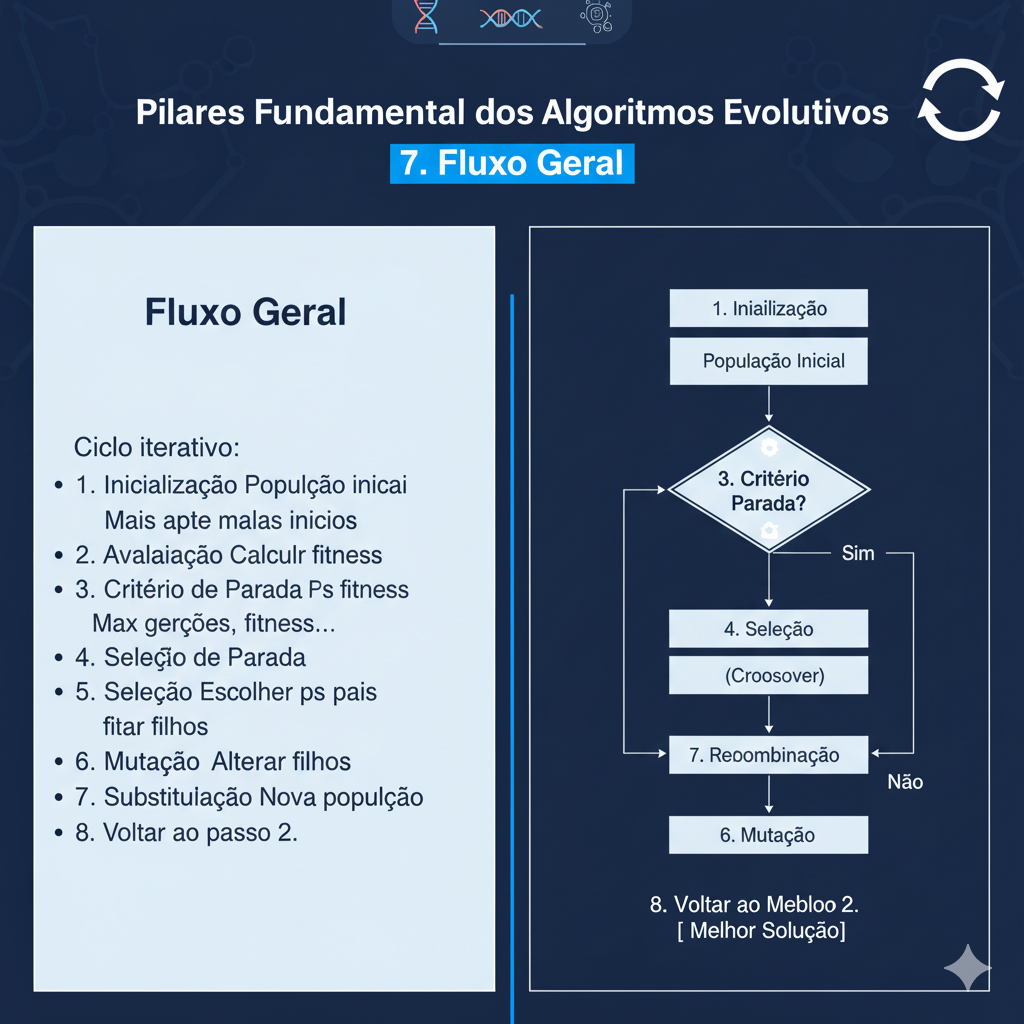 Pilares Fundamental dos Algoritmos Evolutivos
7. Fluxo Geral
Fluxo Geral
Ciclo iterativo:
• 1. Inicialização Populção inicai
Mais apte malas inicios
• 2. Avalaiação Calculr fitness
• 3. Critério de Parada Ps fitness
Max gerções, fitness...
• 4. Seleção de Parada
• 5. Seleção Escolher ps pais
fitar filhos
• 6. Mutação Alterar filhos
• 7. Substitulação Nova populção
• 8. Voltar ao passo 2.
1. Iniailização
População Inicial
3. Critério
Parada?
Sim
4. Seleção
(Croosover)
7. Reoombinação
Não
6. Mutação
8. Voltar ao Mebloo 2.
[ Melhor Solução]